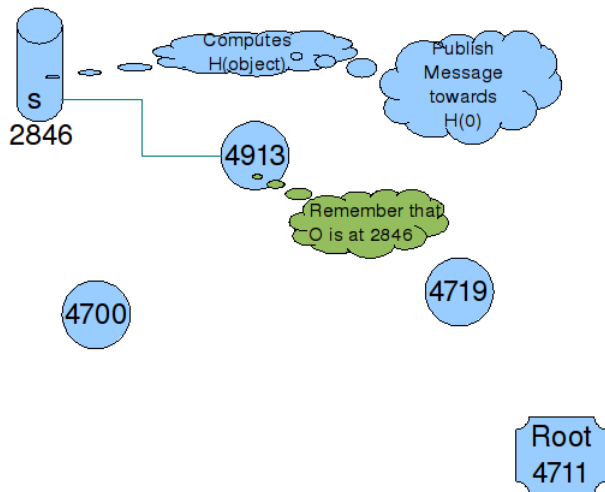 Computes
H(object)
Publish
Message
towards
H(0)
s
2846
4913
Remember that
O is at 2846
4719
4700
Root
4711